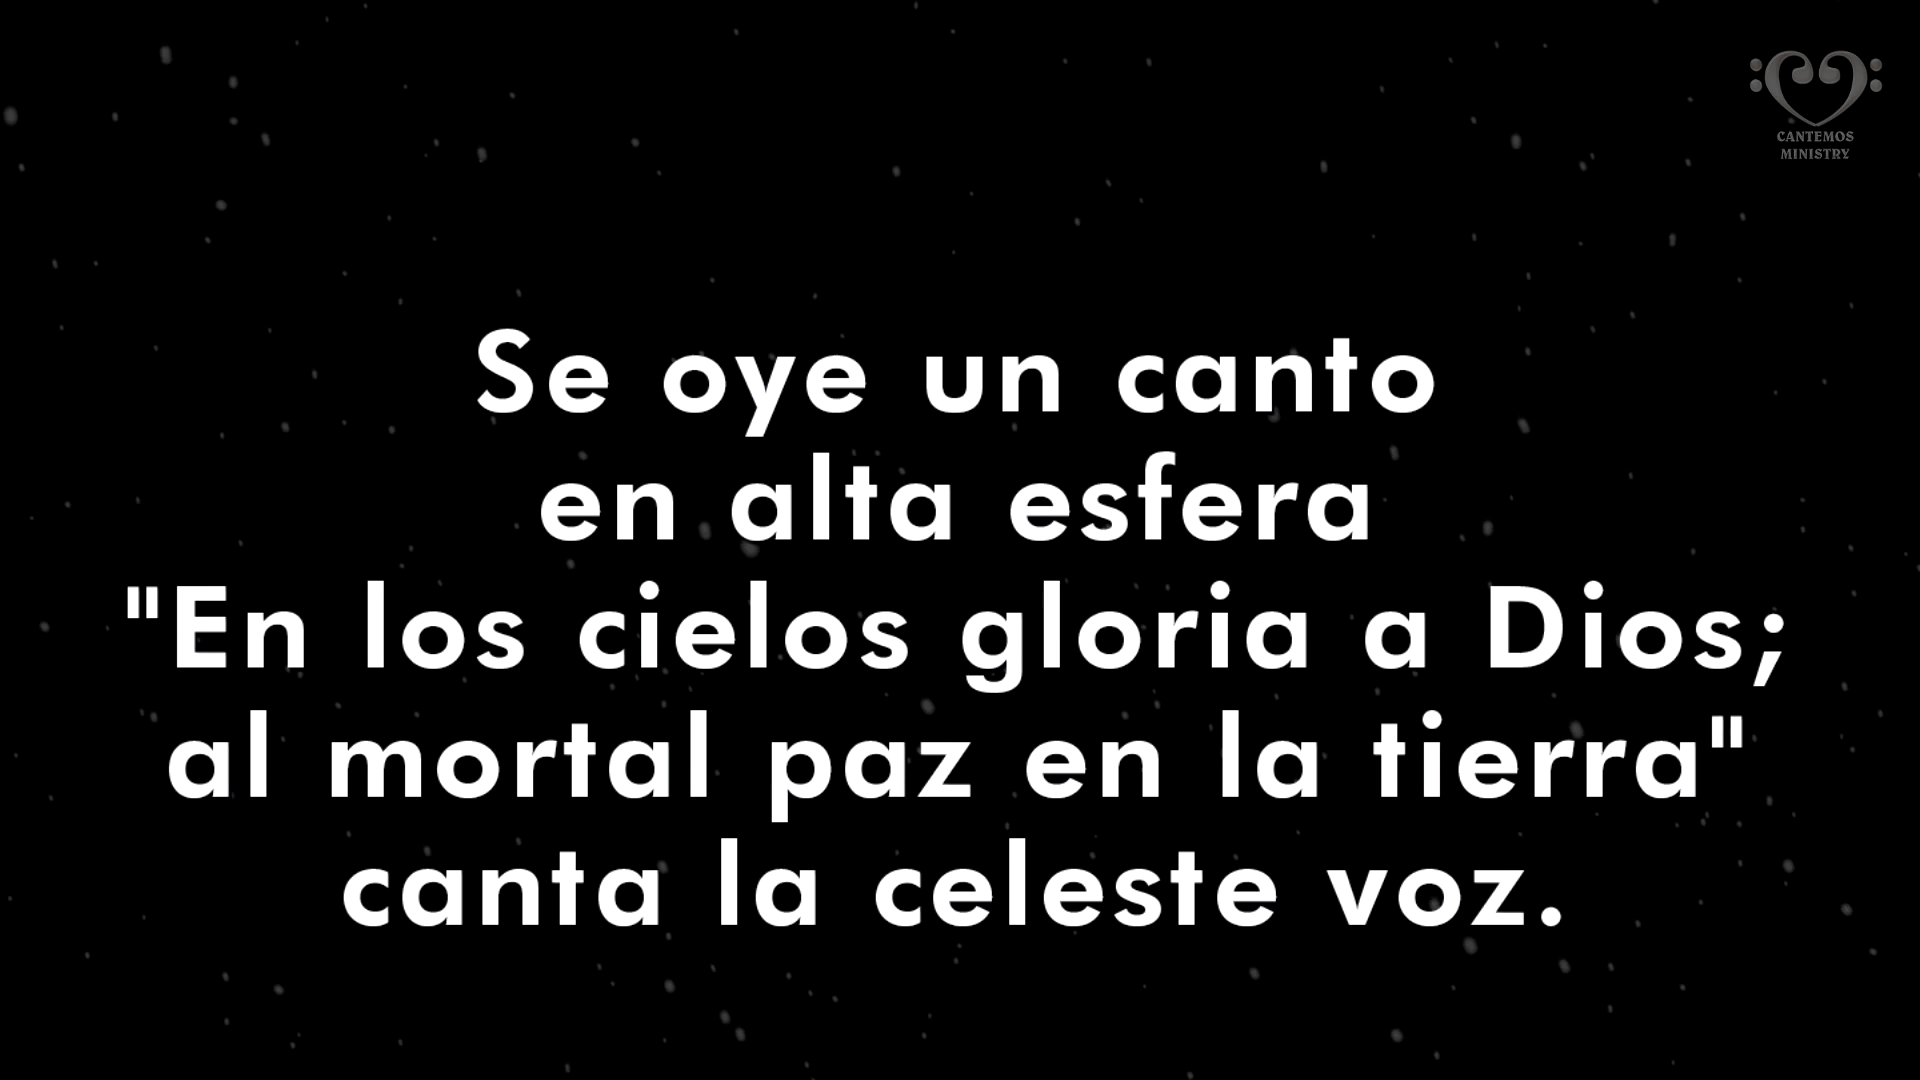 CANTEMOS
MINISTRY
Se oye un canto
en alta esfera
"En los cielos gloria a Dios;
al mortal paz en la tierra"
canta la celeste voz.